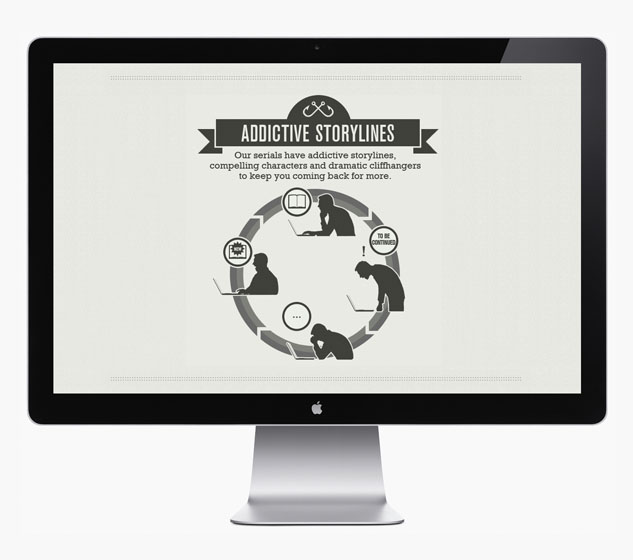 ADDICTIVE STORYLINES
Our serials have addictive storylines,
compelling characters and dramatic cliffhangers
to keep you coming back for more.
TO BE
CONTINUED
!
NEW
...